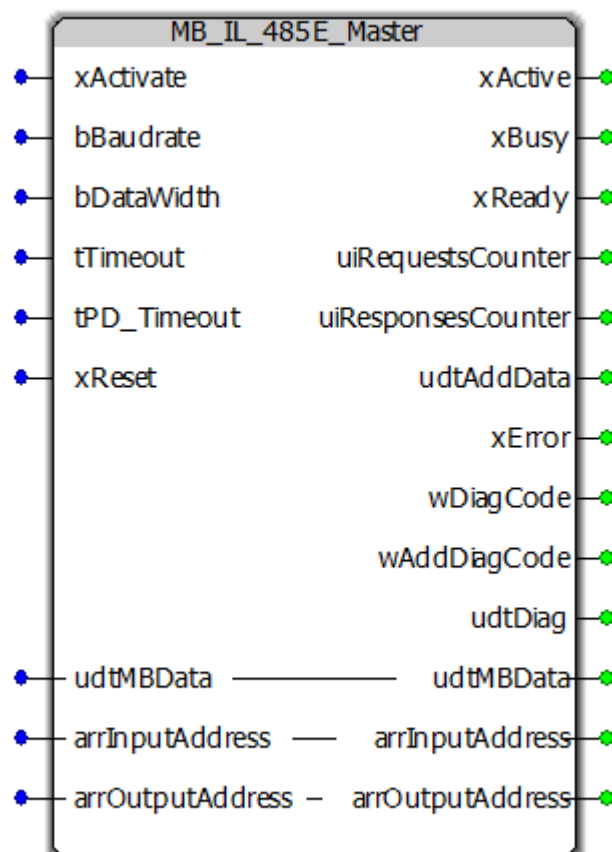 MB_IL_485E_Master
xActivate xActive
bBaudrate xBusy
bDataWidth xReady
tTimeout uiRequestsCounter
tPD_Timeout uiResponsesCounter
xReset udtAddData
xError
wDiagCode
wAddDiagCode
udtDiag
udtMBData udtMBData
arrInputAddress arrInputAddress
arrOutputAddress arrOutputAddress